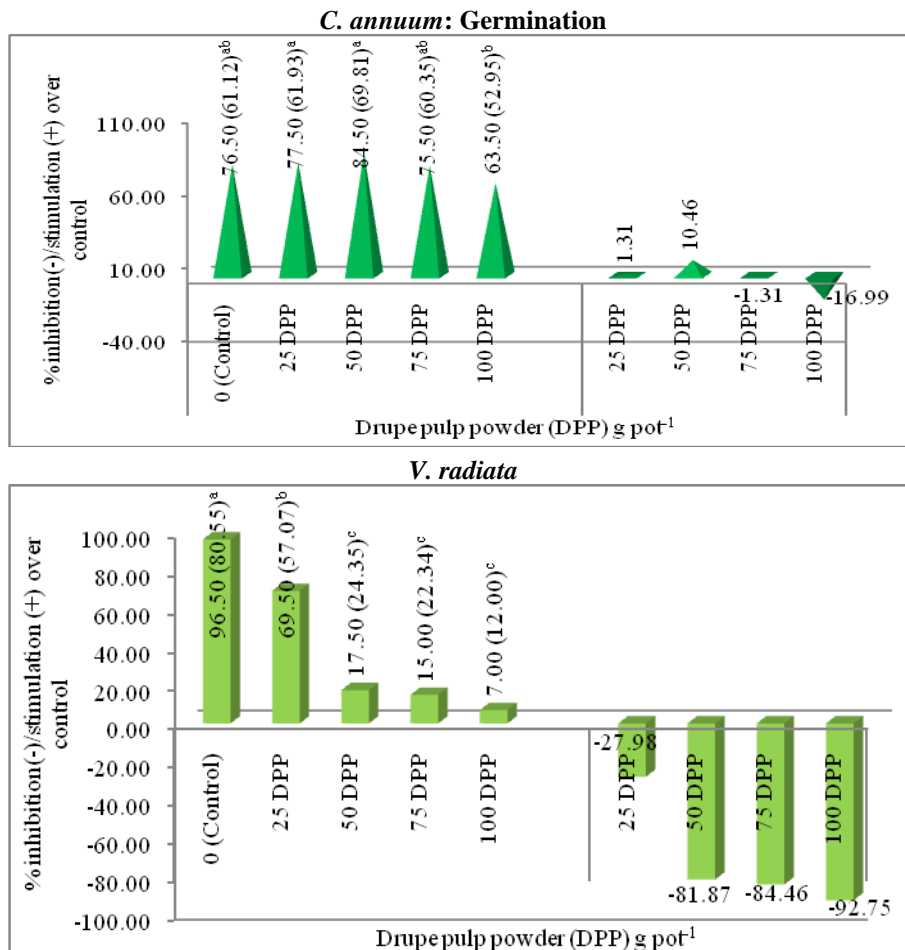 C. annuum: Germination
%inhibition(-)/stimulation (+) over
control
110.00
60.00
10.00
-40.00
76.50 (61.12)ᵃᵇ
77.50 (61.93)ᵃ
84.50 (69.81)ᵃ
75.50 (60.35)ᵃᵇ
63.50 (52.95)ᵇ
1.31
10.46
-1.31
-16.99
0 (Control)
25 DPP
50 DPP
75 DPP
100 DPP
25 DPP
50 DPP
75 DPP
100 DPP
Drupe pulp powder (DPP) g pot⁻¹
V. radiata
%inhibition(-)/stimulation (+) over
control
100.00
80.00
60.00
40.00
20.00
0.00
-20.00
-40.00
-60.00
-80.00
-100.00
96.50 (80.55)ᵃ
69.50 (57.07)ᵇ
17.50 (24.35)ᶜ
15.00 (22.34)ᶜ
7.00 (12.00)ᶜ
-27.98
-81.87
-84.46
-92.75
0 (Control)
25 DPP
50 DPP
75 DPP
100 DPP
25 DPP
50 DPP
75 DPP
100 DPP
Drupe pulp powder (DPP) g pot⁻¹